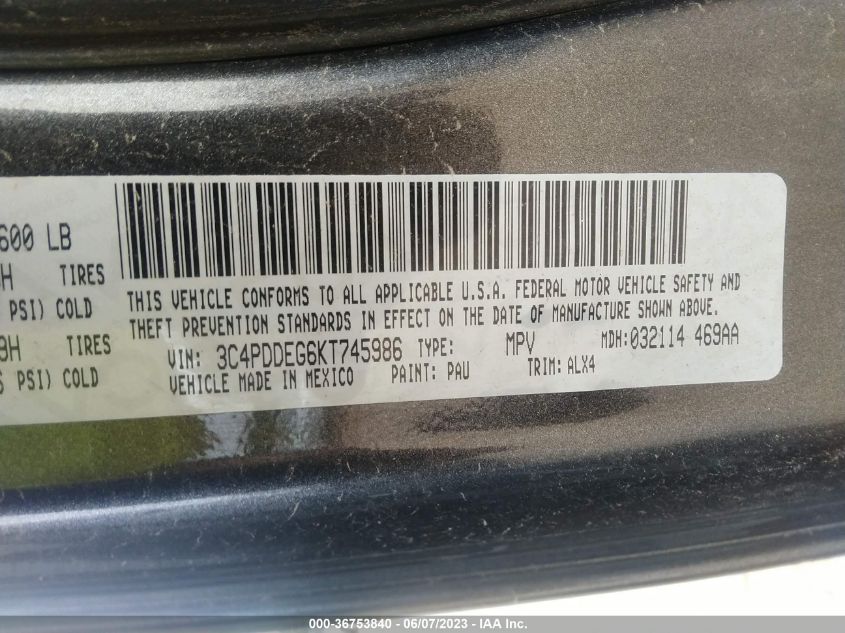 600 LB
H TIRES
PSI) COLD
9H TIRES
PSI) COLD
THIS VEHICLE CONFORMS TO ALL APPLICABLE U.S.A. FEDERAL MOTOR VEHICLE SAFETY AND
THEFT PREVENTION STANDARDS IN EFFECT ON THE DATE OF MANUFACTURE SHOWN ABOVE.
VIN: 3C4PDDEG6KT745986 TYPE: MPV MDH:032114 469AA
VEHICLE MADE IN MEXICO PAINT: PAU TRIM: ALX4
000-36753840 - 06/07/2023 - IAA Inc.